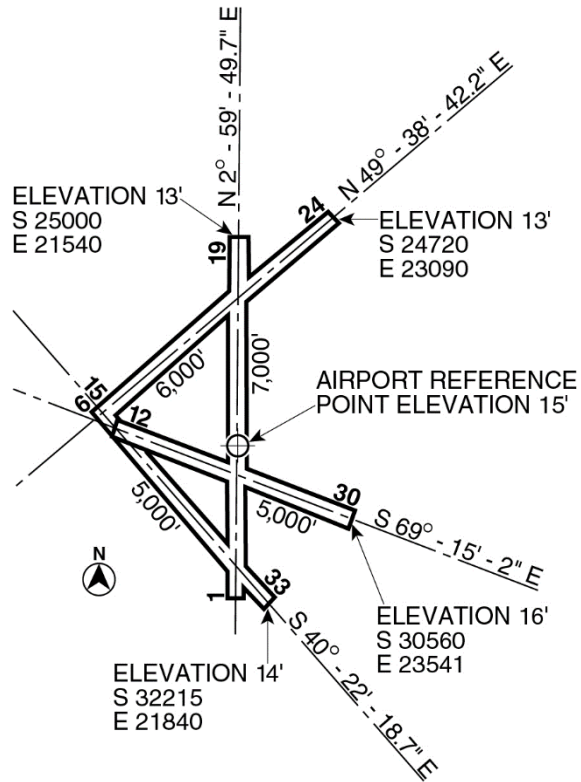 N 2° - 59' - 49.7" E
N 49° - 38' - 42.2" E
ELEVATION 13'
S 25000
E 21540
19
24
ELEVATION 13'
S 24720
E 23090
6,000'
7,000'
AIRPORT REFERENCE
POINT ELEVATION 15'
15
6
12
5,000'
5,000'
30
S 69° - 15' - 2" E
N
1
33
ELEVATION 16'
S 30560
E 23541
ELEVATION 14'
S 32215
E 21840
S 40° - 22' - 18.7" E